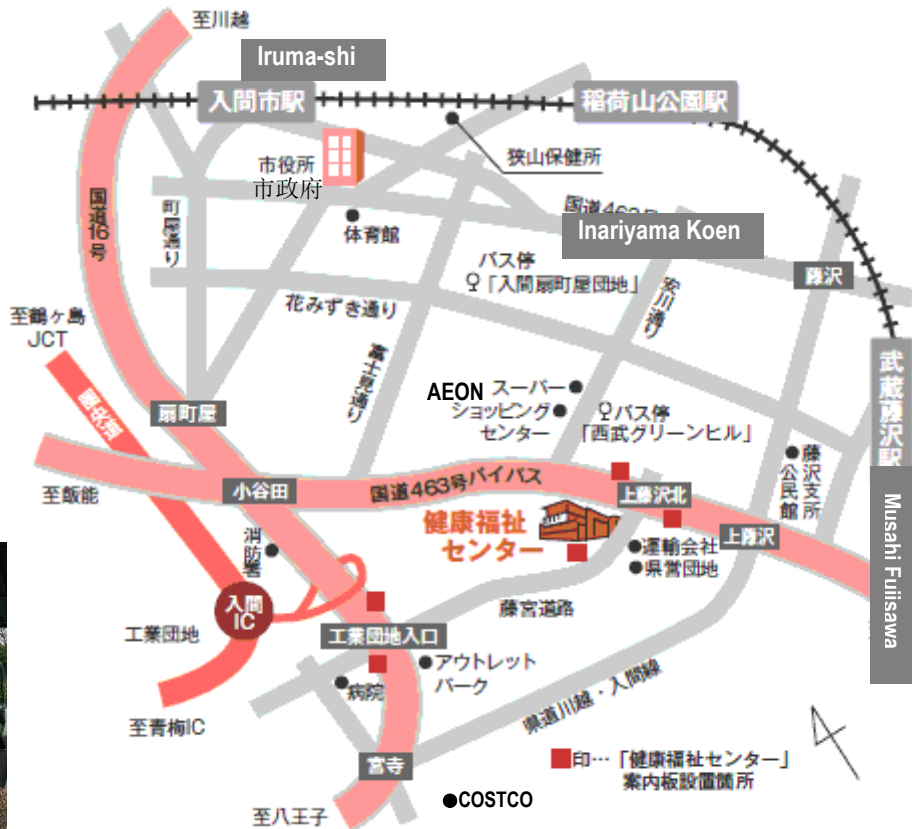 至川越
Iruma-shi
入間市駅
稲荷山公園駅
狭山保健所
市役所
市政府
国道16号
町屋通り
体育館
国道463号
Inariyama Koen
藤沢
バス停
「入間扇町屋団地」
安川通り
花みずき通り
至鶴ヶ島
JCT
圏央道
富士見通り
武蔵藤沢駅
扇町屋
AEON スーパー
ショッピング
センター
バス停
「西武グリーンヒル」
藤沢支所
公民館
至飯能
小谷田
国道463号バイパス
上藤沢北
Musahi Fujisawa
健康福祉
センター
上藤沢
消防署
運輸会社
県営団地
入間
IC
藤宮道路
工業団地
工業団地入口
アウトレット
パーク
病院
県道川越・入間線
至青梅IC
宮寺
印…「健康福祉センター」
案内板設置箇所
COSTCO
至八王子